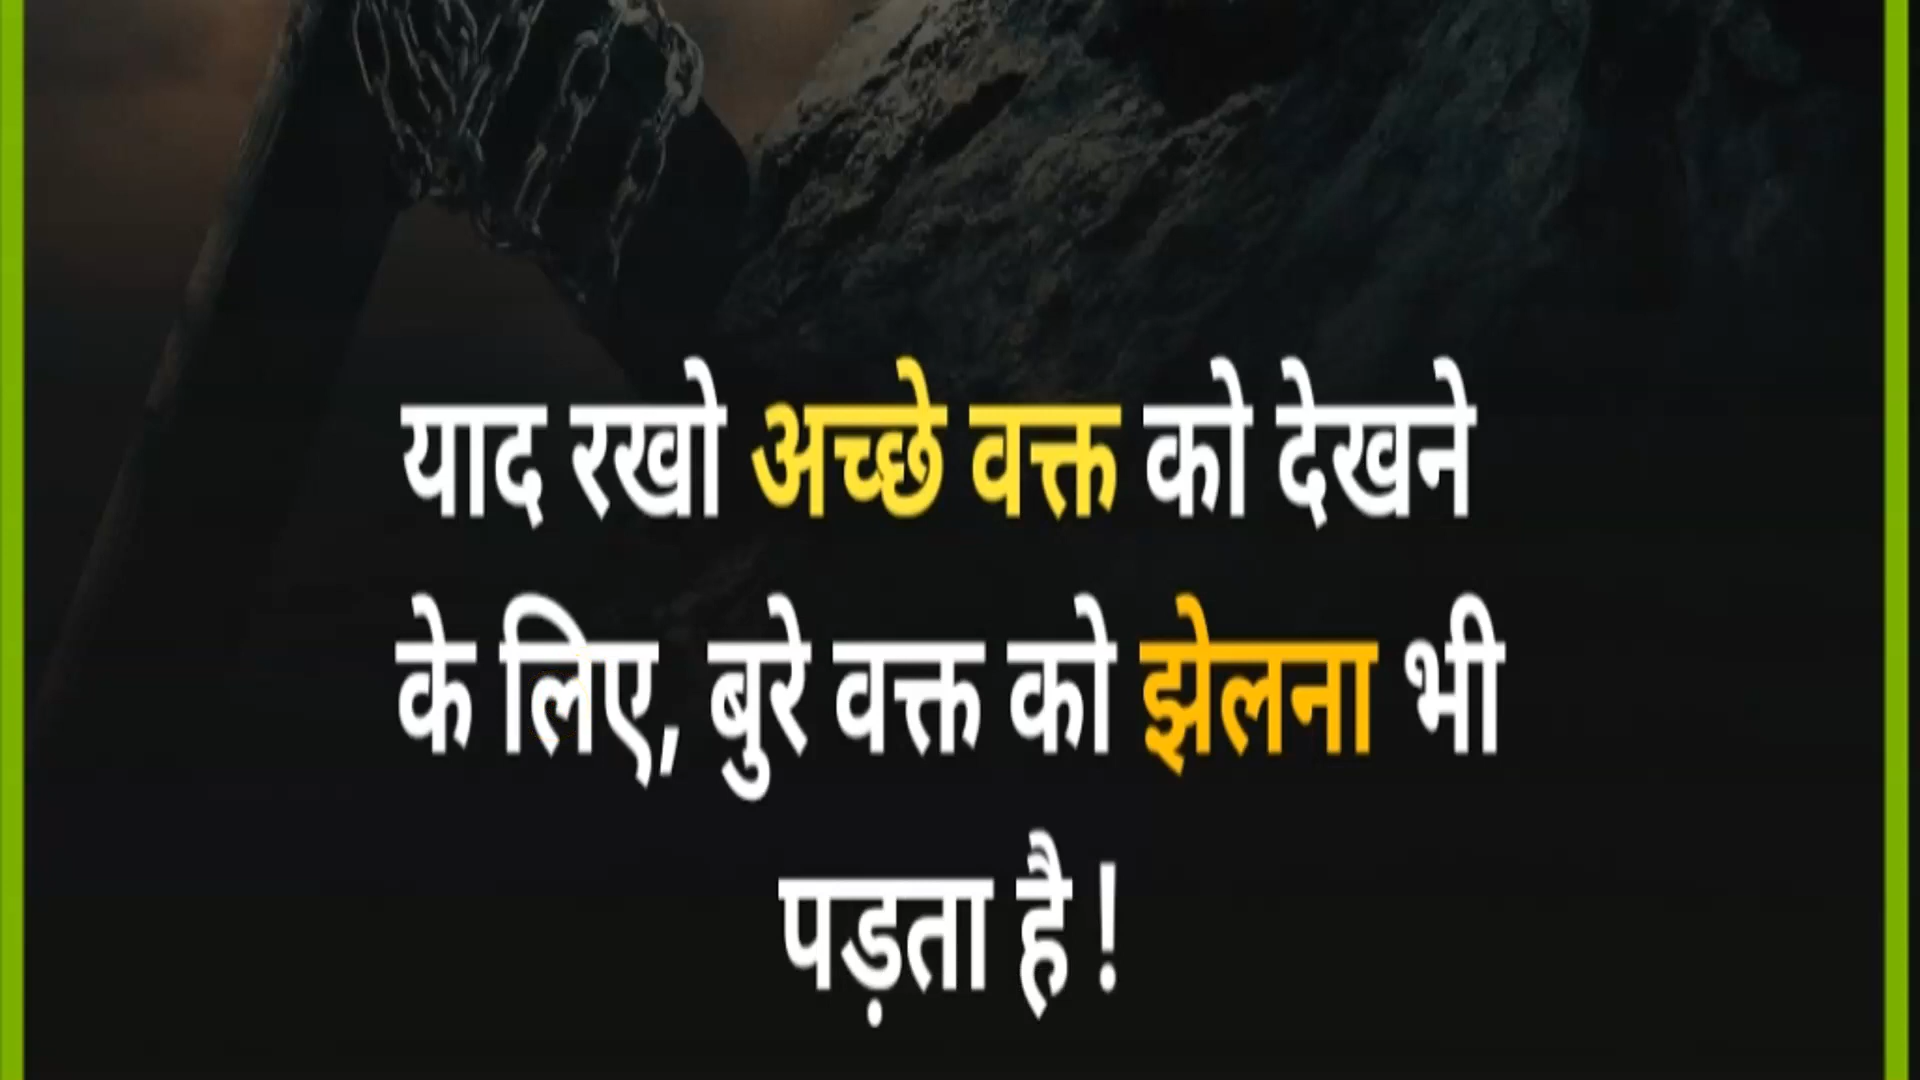 याद रखो अच्छे वक्त को देखने
के लिए, बुरे वक्त को झेलना भी
पड़ता है !